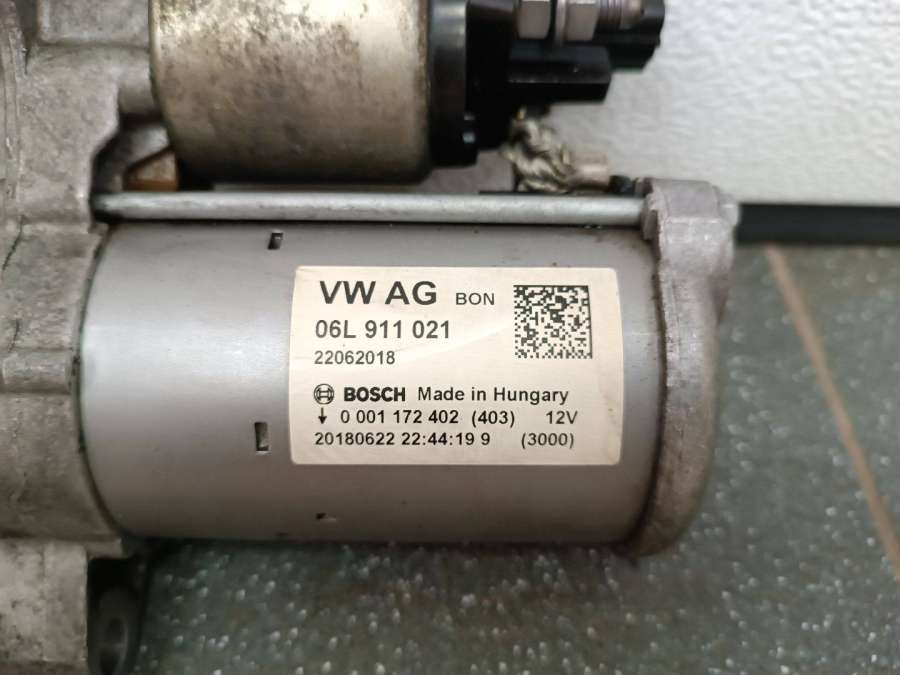 VW AG BON
06L 911 021
22062018
BOSCH Made in Hungary
↓ 0 001 172 402 (403) 12V
20180622 22:44:19 9 (3000)